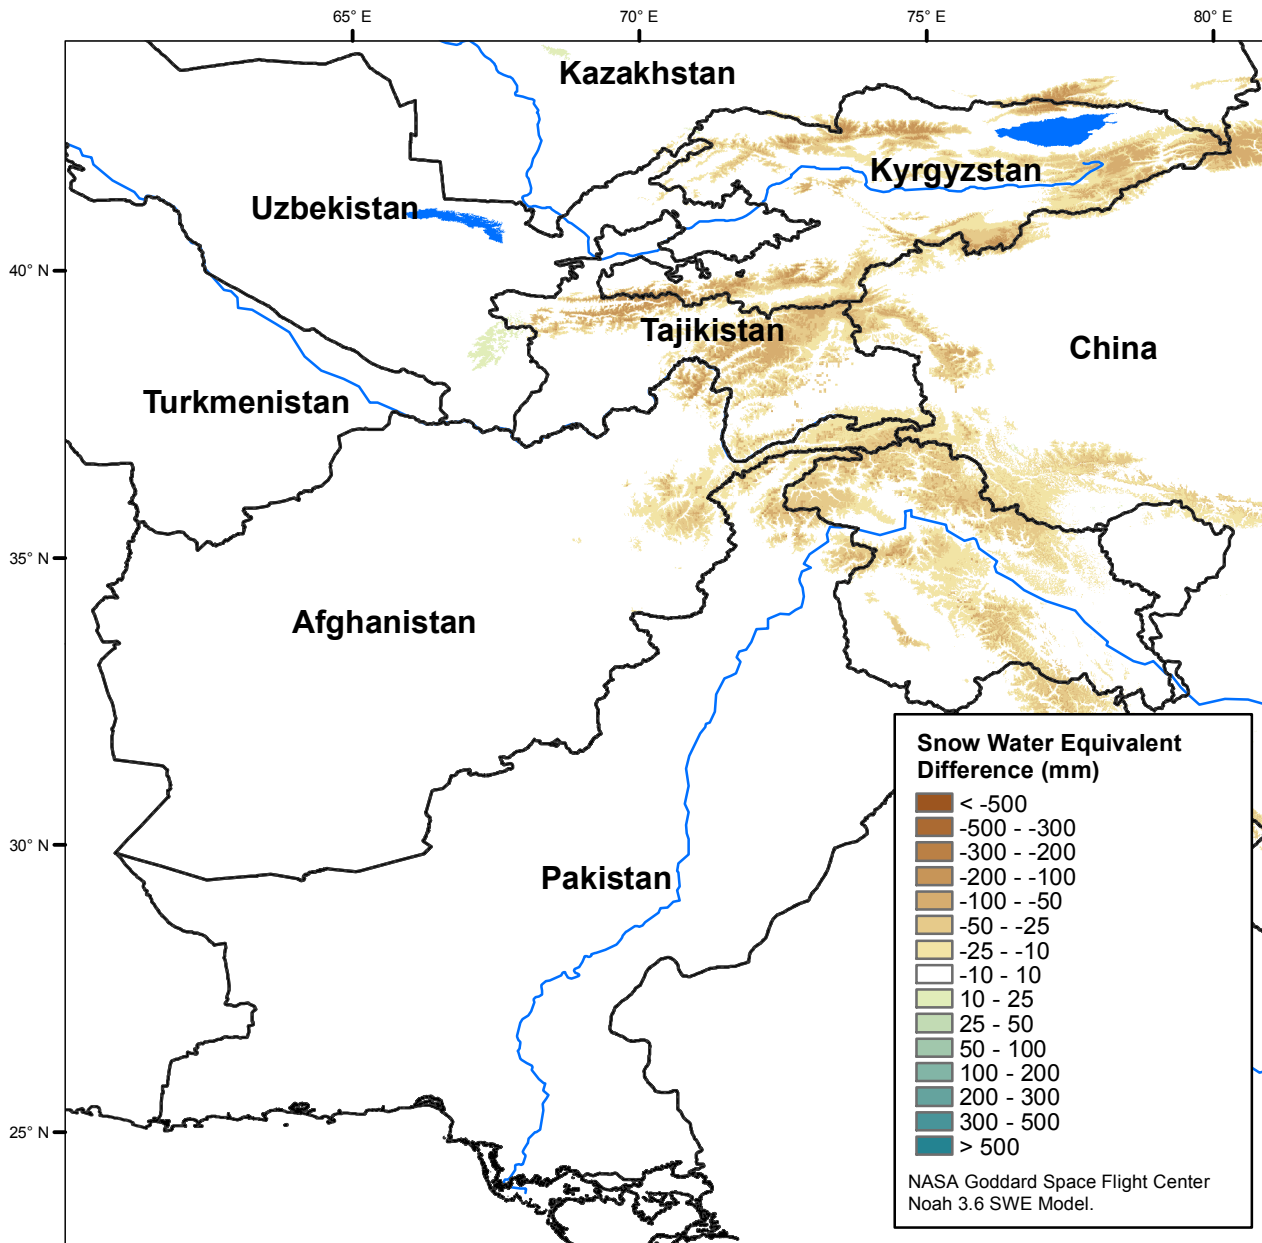 65° E
70° E
75° E
80° E
Kazakhstan
Kyrgyzstan
Uzbekistan
40° N
Tajikistan
China
Turkmenistan
35° N
Afghanistan
30° N
Pakistan
25° N
Snow Water Equivalent
Difference (mm)
< -500
-500 - -300
-300 - -200
-200 - -100
-100 - -50
-50 - -25
-25 - -10
-10 - 10
10 - 25
25 - 50
50 - 100
100 - 200
200 - 300
300 - 500
> 500
NASA Goddard Space Flight Center
Noah 3.6 SWE Model.